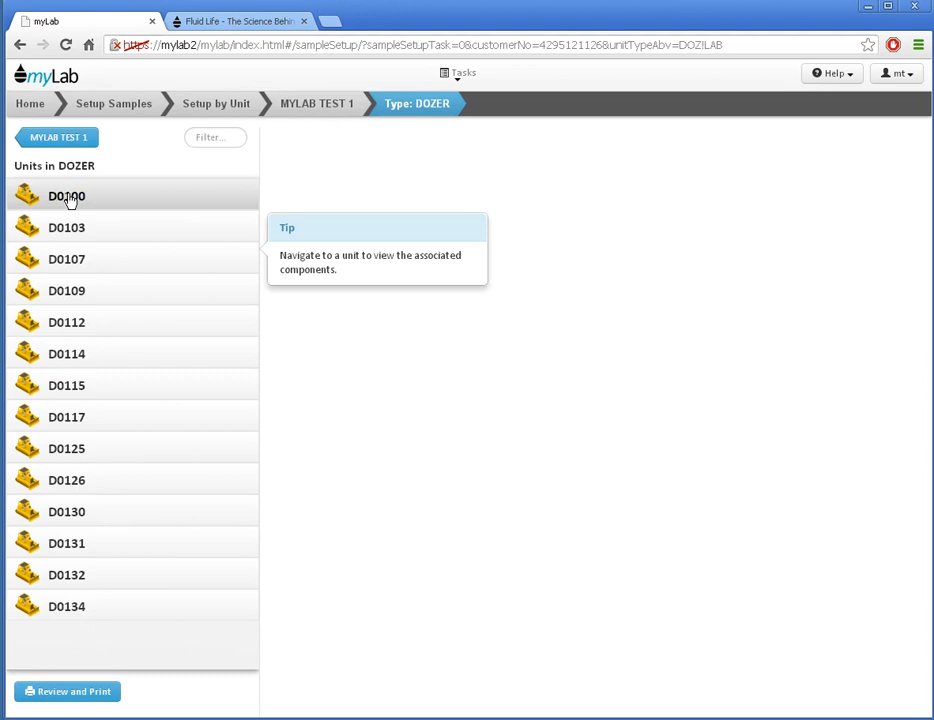 myLab
Fluid Life - The Science Behin
https://mylab2/mylab/index.html#/sampleSetup/?sampleSetupTask=0&customerNo=4295121126&unitTypeAbv=DOZ!LAB
myLab
Tasks
Help
mt
Home
Setup Samples
Setup by Unit
MYLAB TEST 1
Type: DOZER
MYLAB TEST 1
Filter...
Units in DOZER
D0100
D0103
D0107
D0109
D0112
D0114
D0115
D0117
D0125
D0126
D0130
D0131
D0132
D0134
Tip
Navigate to a unit to view the associated
components.
Review and Print